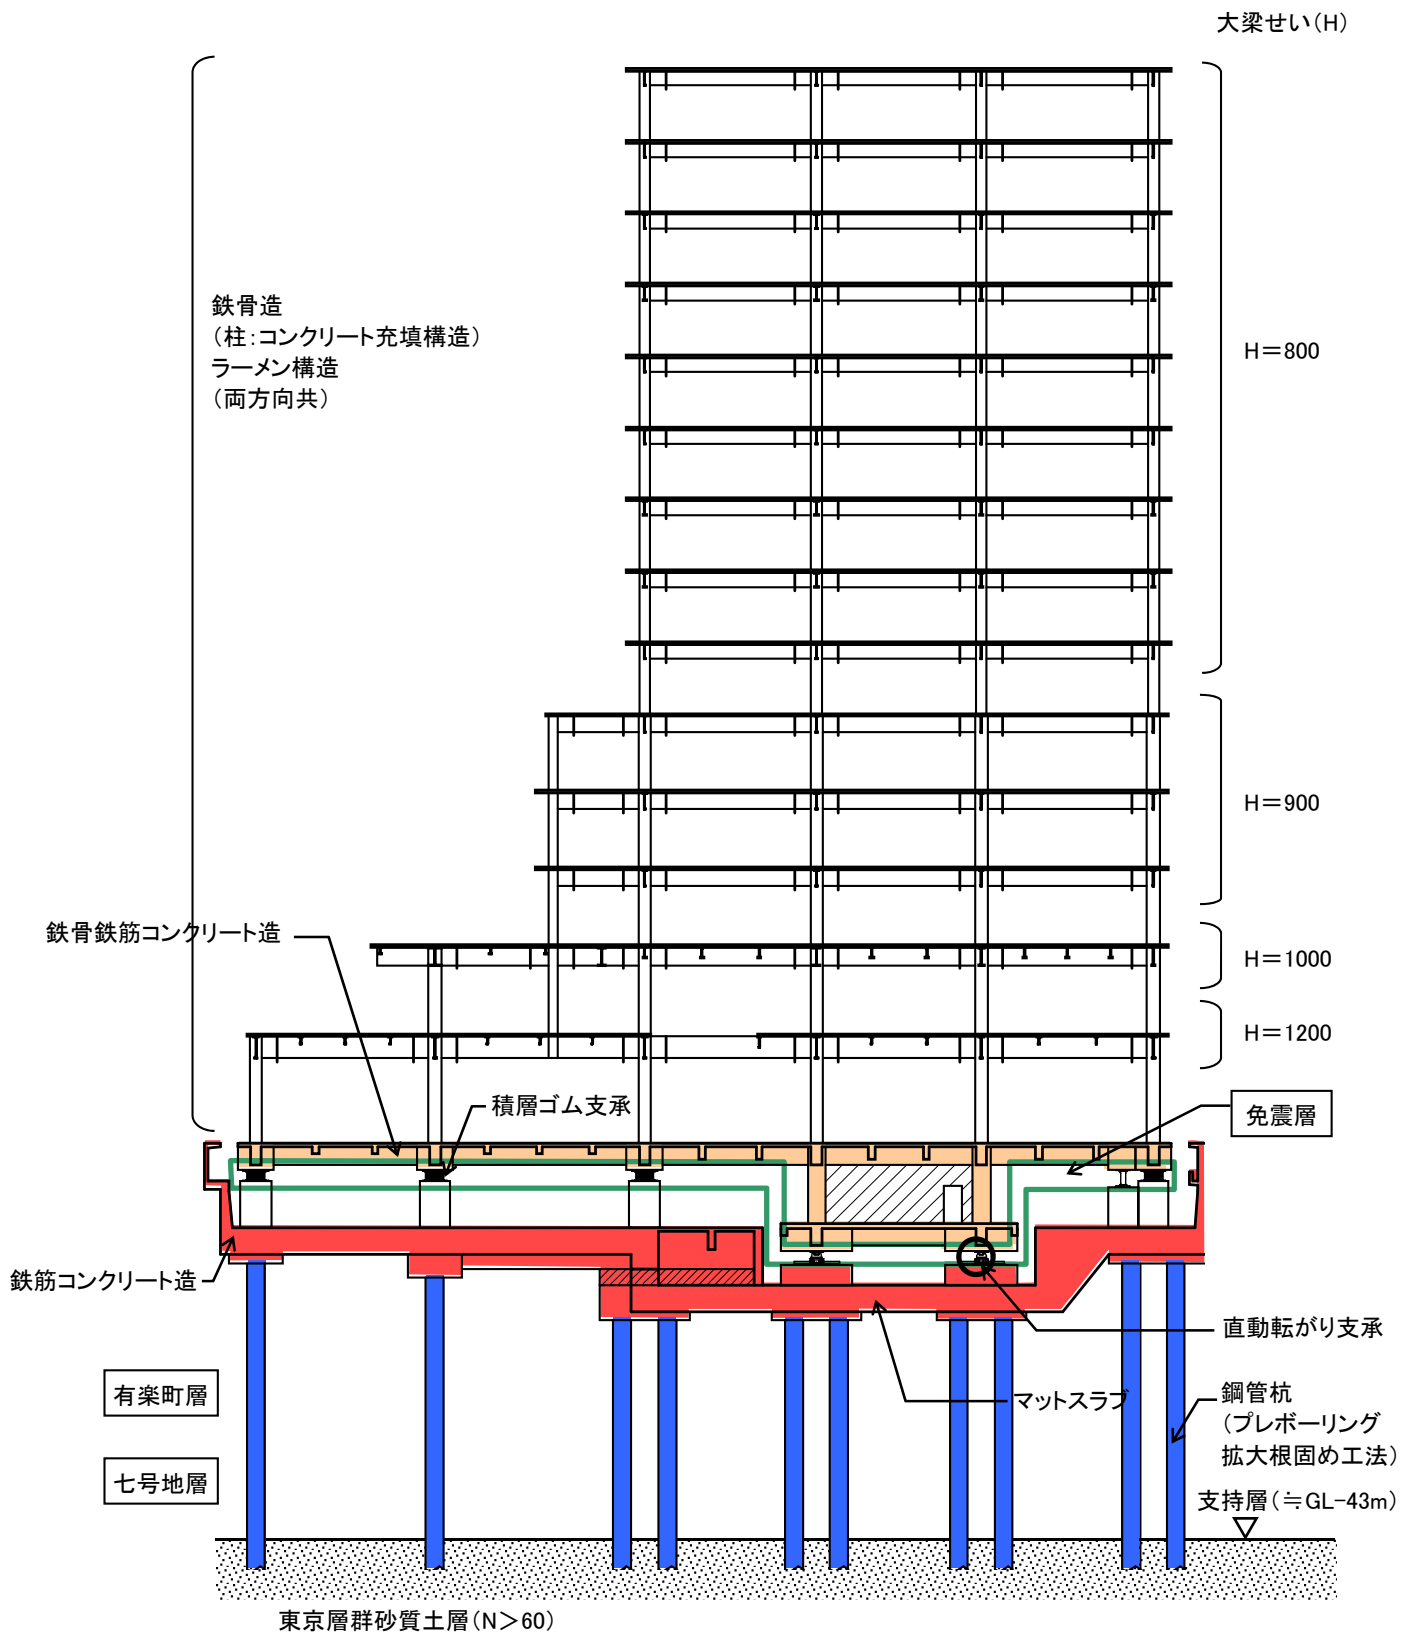 大梁せい(H)
鉄骨造
(柱:コンクリート充填構造)
ラーメン構造
(両方向共)
H=800
H=900
鉄骨鉄筋コンクリート造
H=1000
H=1200
積層ゴム支承
免震層
鉄筋コンクリート造
直動転がり支承
有楽町層
マットスラブ
鋼管杭
(プレボーリング
拡大根固め工法)
七号地層
支持層(≒GL-43m)
東京層群砂質土層(N>60)